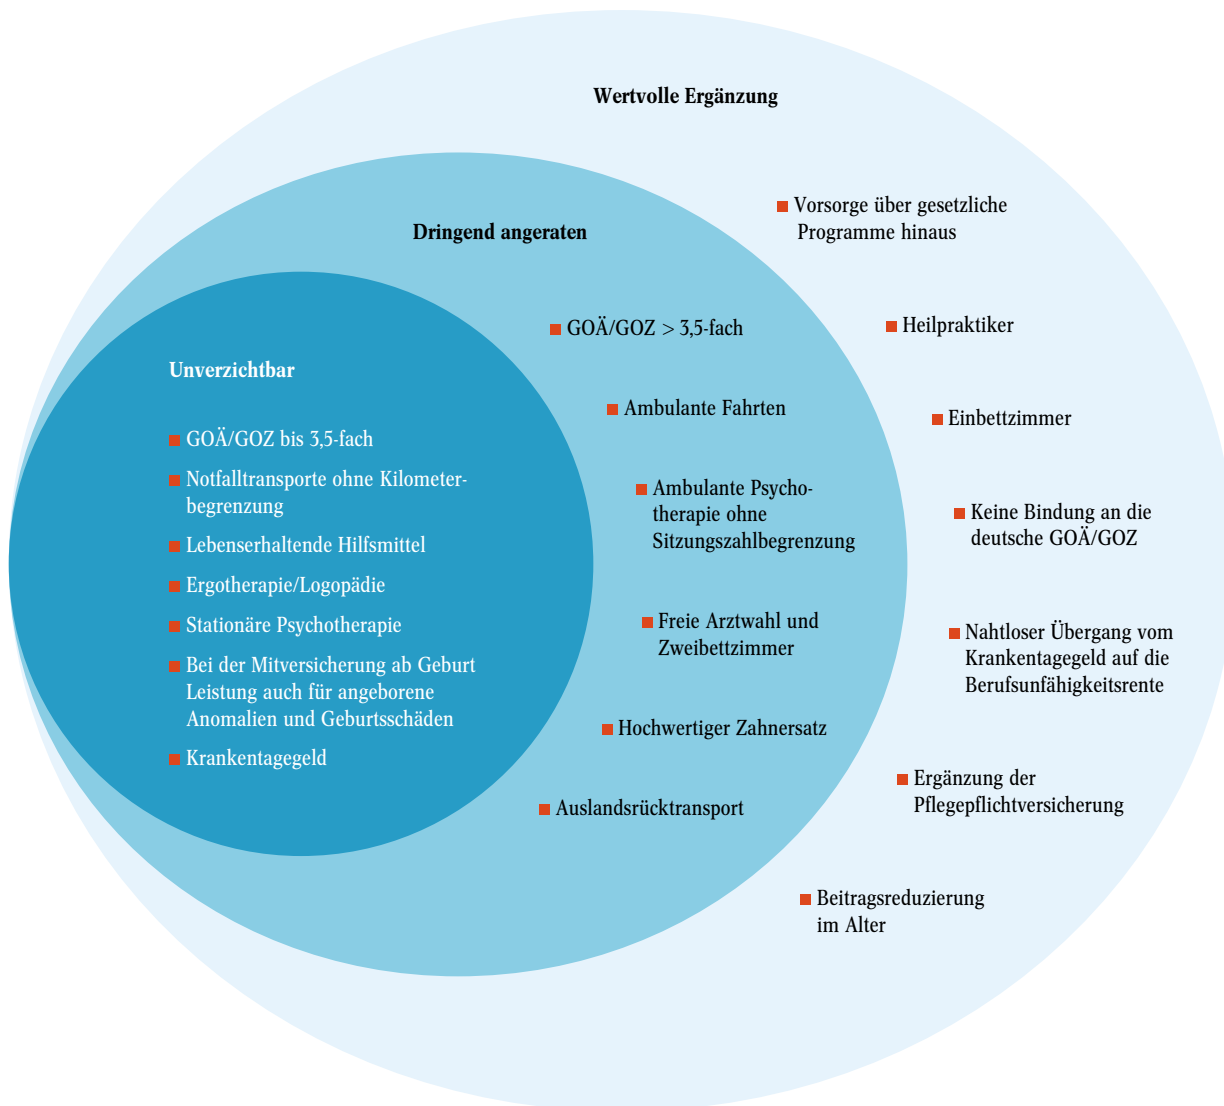 Wertvolle Ergänzung
Vorsorge über gesetzliche
Programme hinaus
Heilpraktiker
Einbettzimmer
Keine Bindung an die
deutsche GOÄ/GOZ
Nahtloser Übergang vom
Krankentagegeld auf die
Berufsunfähigkeitsrente
Ergänzung der
Pflegepflichtversicherung
Beitragsreduzierung
im Alter
Dringend angeraten
GOÄ/GOZ > 3,5-fach
Ambulante Fahrten
Ambulante Psycho-
therapie ohne
Sitzungszahlbegrenzung
Freie Arztwahl und
Zweibettzimmer
Hochwertiger Zahnersatz
Auslandsrücktransport
Unverzichtbar
GOÄ/GOZ bis 3,5-fach
Notfalltransporte ohne Kilometer-
begrenzung
Lebenserhaltende Hilfsmittel
Ergotherapie/Logopädie
Stationäre Psychotherapie
Bei der Mitversicherung ab Geburt
Leistung auch für angeborene
Anomalien und Geburtsschäden
Krankentagegeld